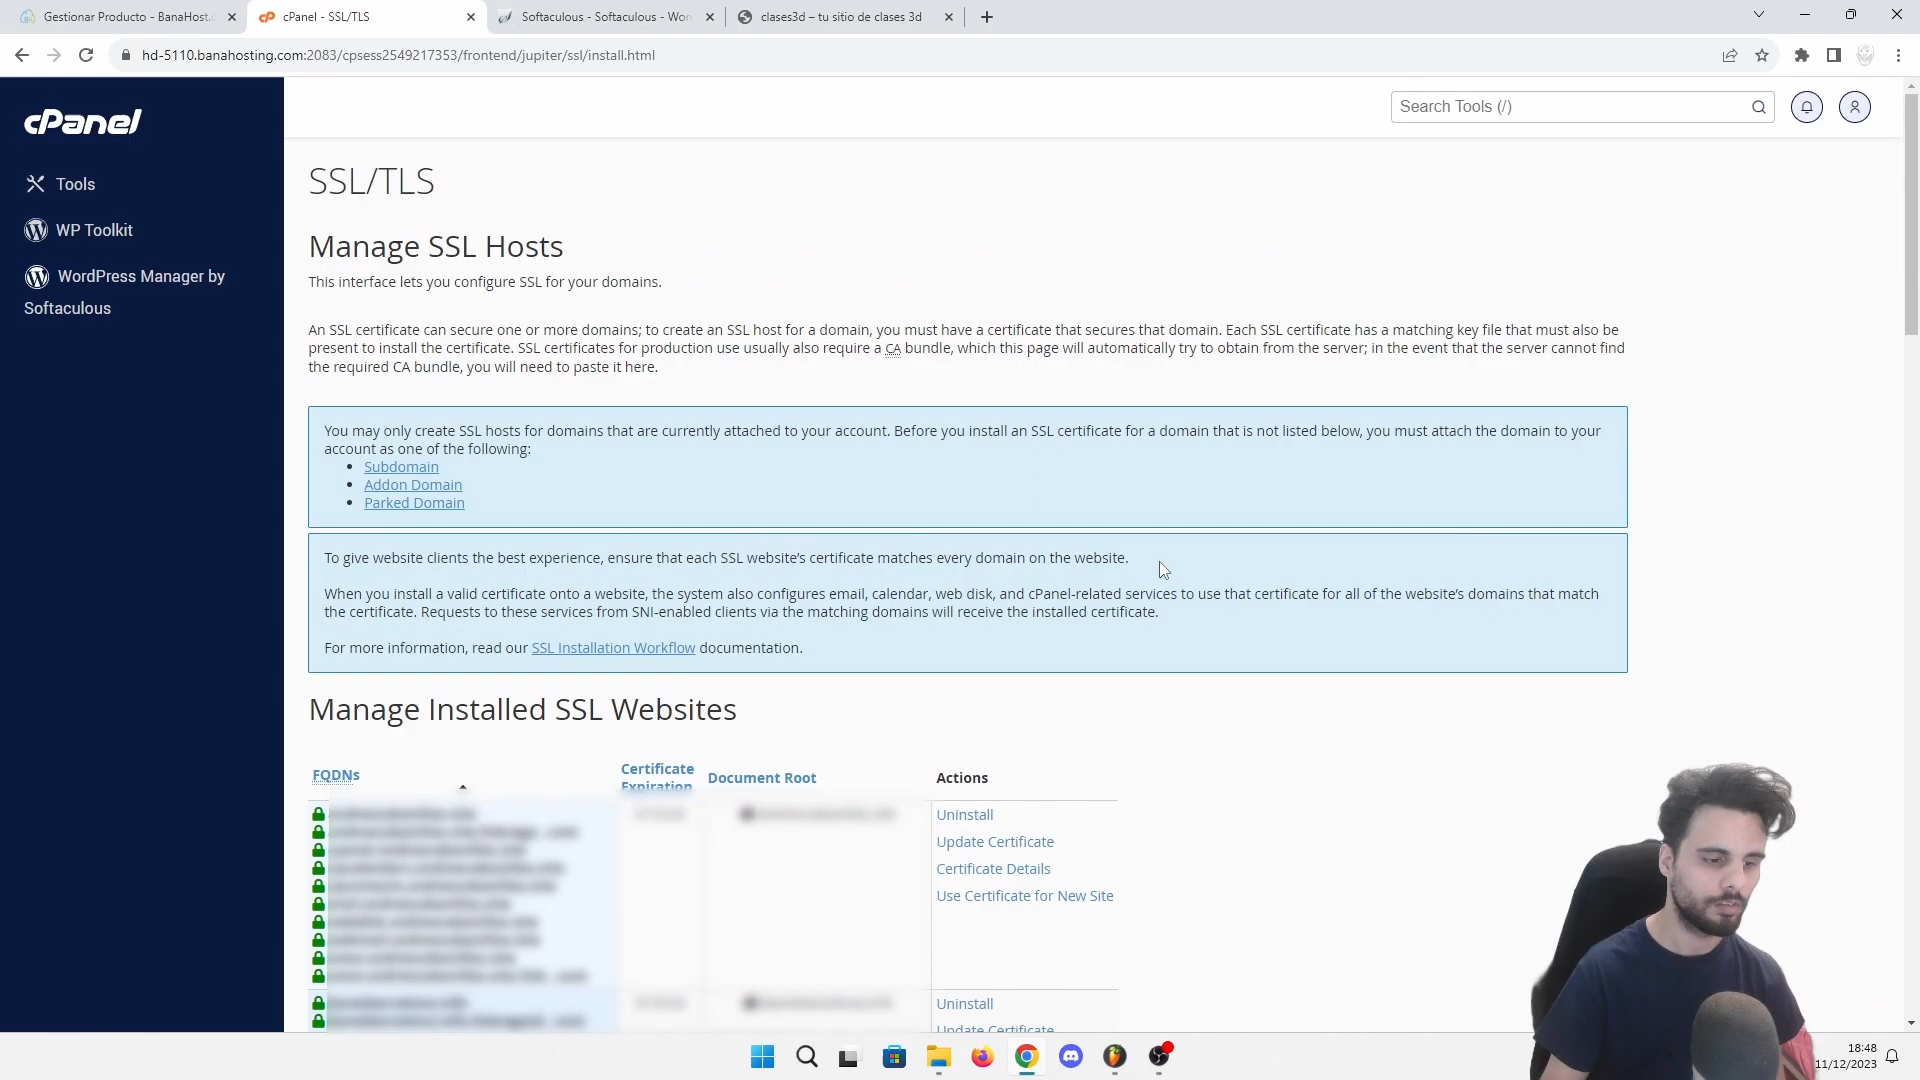 Gestionar Producto - BanaHost.
cPanel - SSL/TLS
Softaculous - Softaculous - Wor
clases3d – tu sitio de clases 3d
hd-5110.banahosting.com:2083/cpsess2549217353/frontend/jupiter/ssl/install.html
cPanel
Search Tools (/)
Tools
WP Toolkit
WordPress Manager by
Softaculous
SSL/TLS
Manage SSL Hosts
This interface lets you configure SSL for your domains.
An SSL certificate can secure one or more domains; to create an SSL host for a domain, you must have a certificate that secures that domain. Each SSL certificate has a matching key file that must also be
present to install the certificate. SSL certificates for production use usually also require a CA bundle, which this page will automatically try to obtain from the server; in the event that the server cannot find
the required CA bundle, you will need to paste it here.
You may only create SSL hosts for domains that are currently attached to your account. Before you install an SSL certificate for a domain that is not listed below, you must attach the domain to your
account as one of the following:
Subdomain
Addon Domain
Parked Domain
To give website clients the best experience, ensure that each SSL website's certificate matches every domain on the website.
When you install a valid certificate onto a website, the system also configures email, calendar, web disk, and cPanel-related services to use that certificate for all of the website's domains that match
the certificate. Requests to these services from SNI-enabled clients via the matching domains will receive the installed certificate.
For more information, read our SSL Installation Workflow documentation.
Manage Installed SSL Websites
FQDNs
Certificate
Expiration
Document Root
Actions
Uninstall
Update Certificate
Certificate Details
Use Certificate for New Site
Uninstall
Update Certificate
18:48
11/12/2023